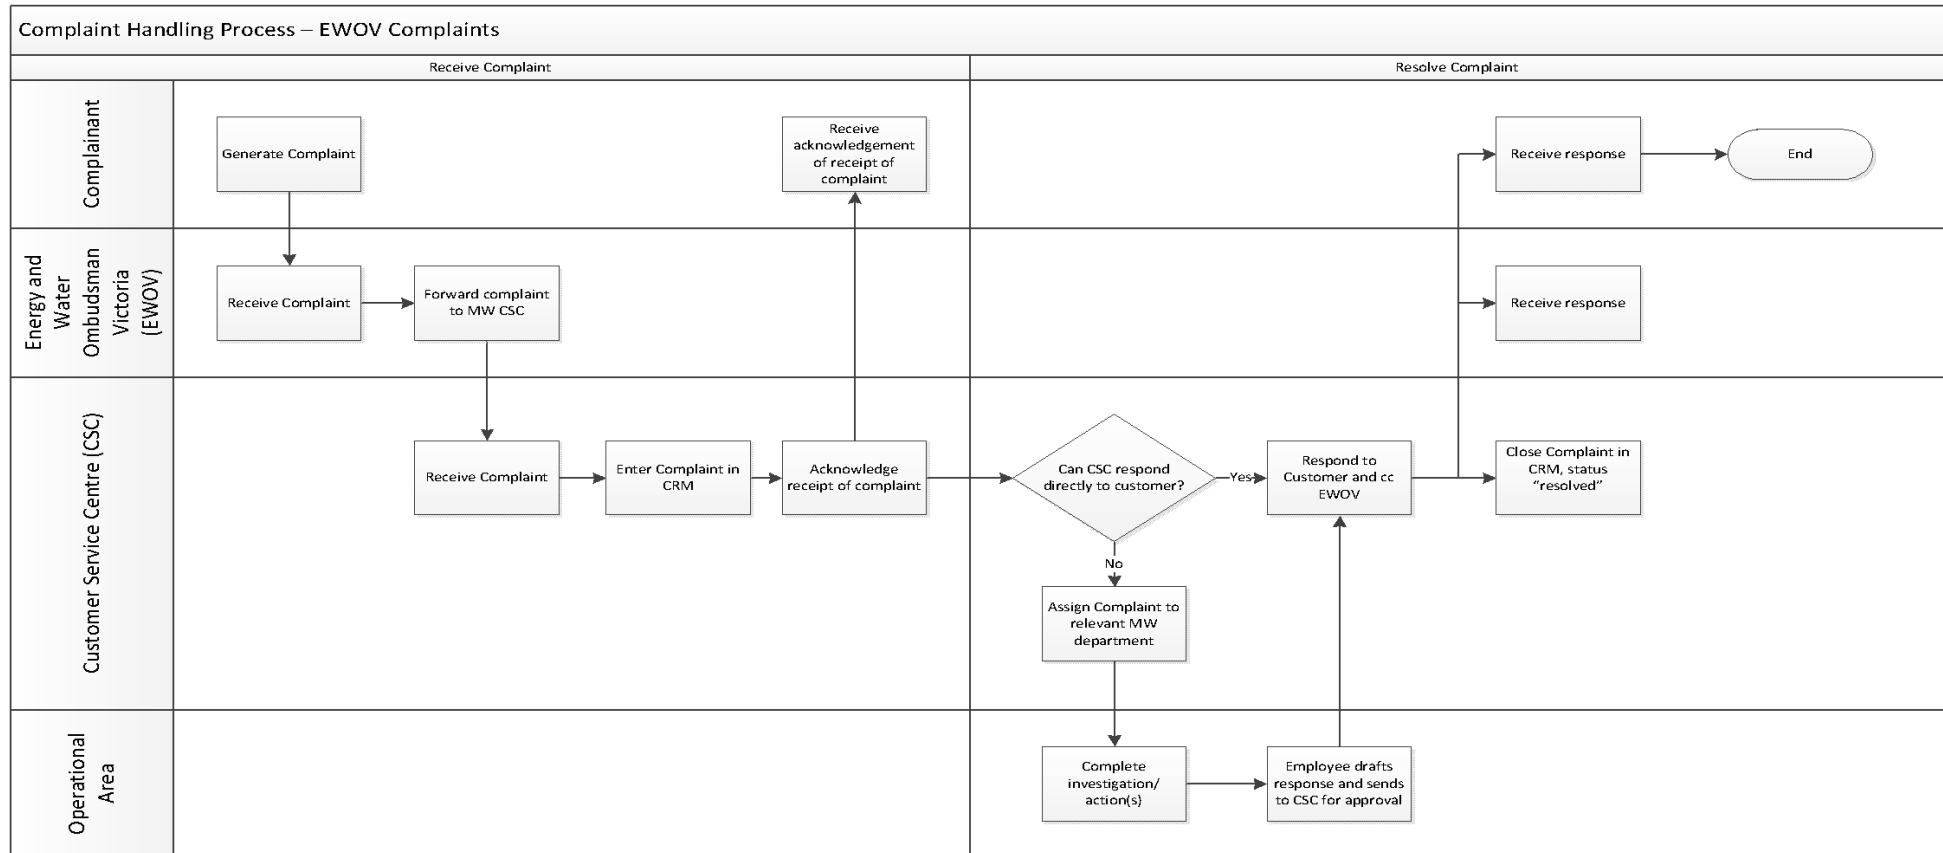 Complaint Handling Process – EWOV Complaints
Receive Complaint
Resolve Complaint
Complainant
Generate Complaint
Receive
acknowledgement
of receipt of
complaint
Receive response
End
Energy and
Water
Ombudsman
Victoria
(EWOV)
Receive Complaint
Forward complaint
to MW CSC
Receive response
Customer Service Centre (CSC)
Receive Complaint
Enter Complaint in
CRM
Acknowledge
receipt of complaint
Can CSC respond
directly to customer?
Yes
Respond to
Customer and cc
EWOV
Close Complaint in
CRM, status
“resolved”
No
Assign Complaint to
relevant MW
department
Operational
Area
Complete
investigation/
action(s)
Employee drafts
response and sends
to CSC for approval